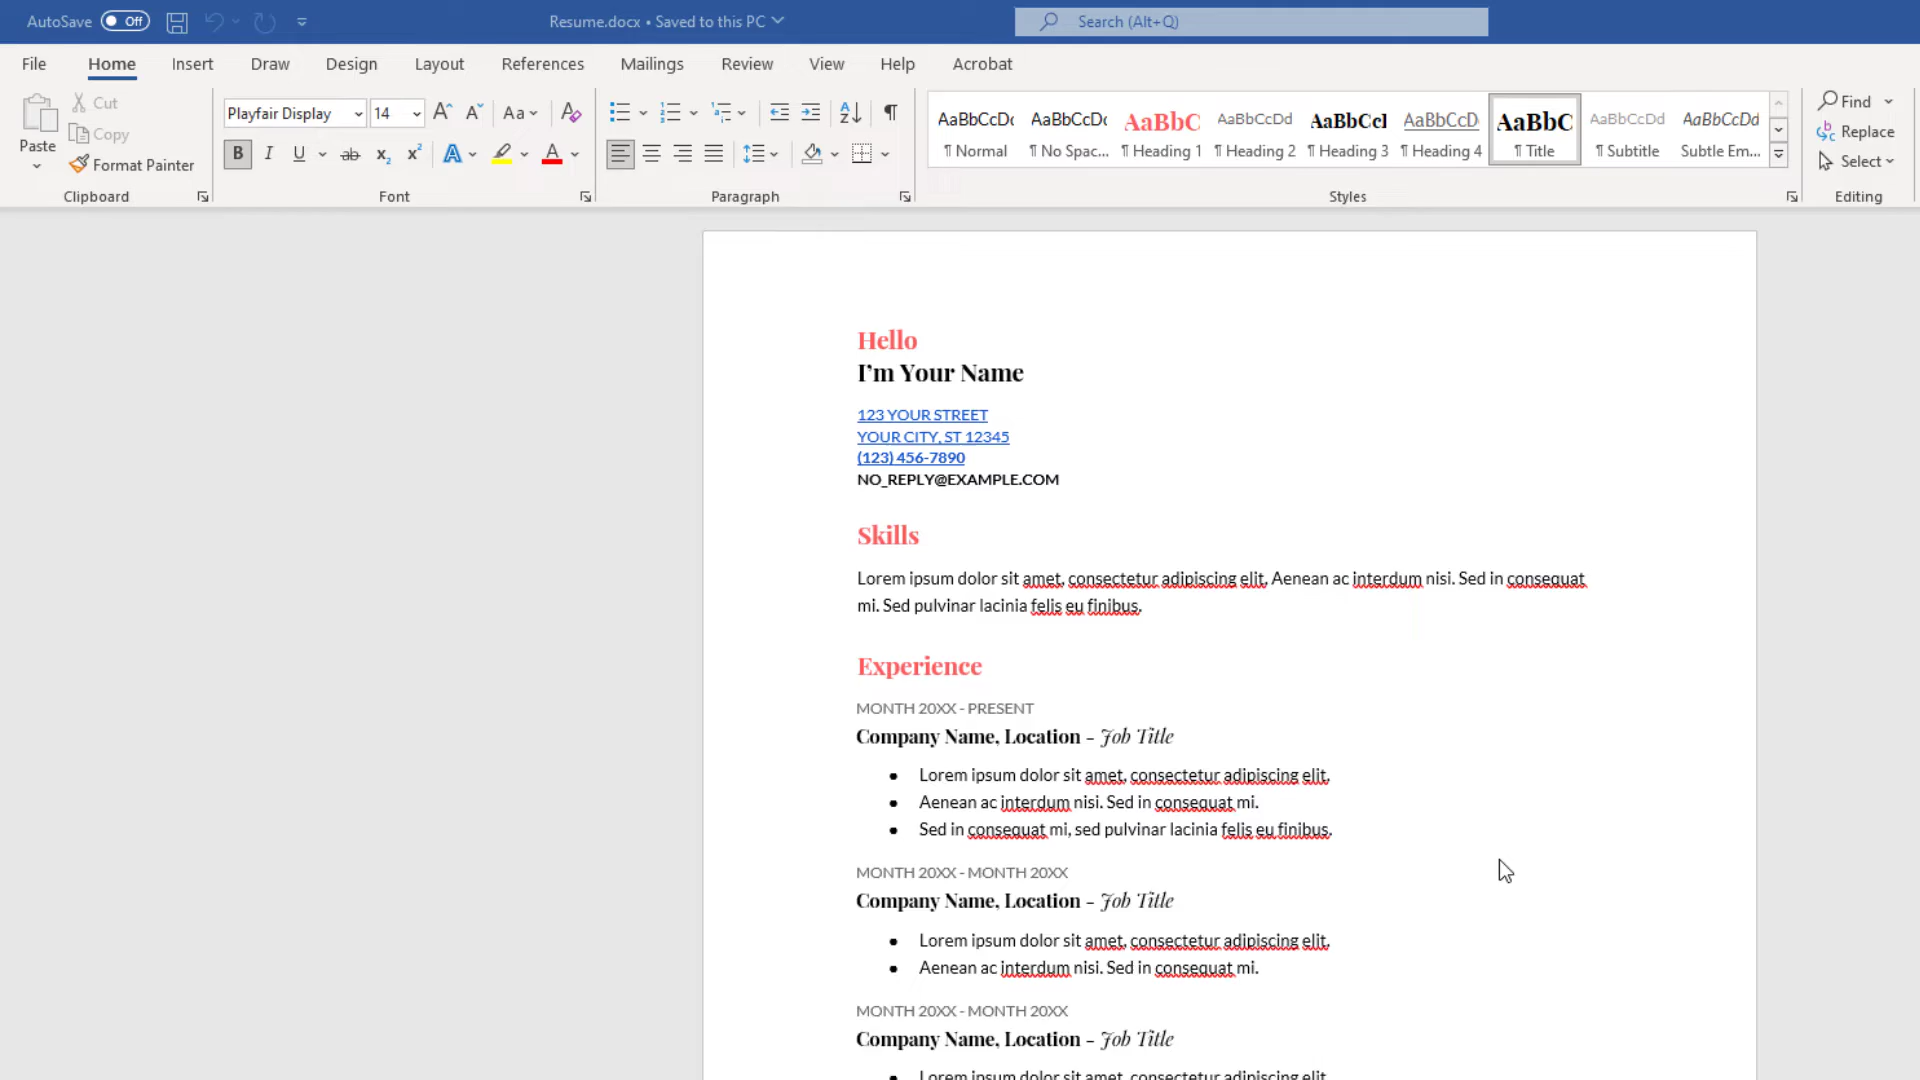 AutoSave Off Resume.docx • Saved to this PC Search (Alt+Q)
File Home Insert Draw Design Layout References Mailings Review View Help Acrobat
Paste
Cut
Copy
Format Painter
Clipboard
Playfair Display 14
Font
Paragraph
AaBbCcDc AaBbCcDc AaBbC AaBbCcDd AaBbCcl AaBbCcD AaBbC AaBbCcDd AaBbCcDd
¶ Normal ¶ No Spac... ¶ Heading 1 ¶ Heading 2 ¶ Heading 3 ¶ Heading 4 ¶ Title ¶ Subtitle Subtle Em...
Styles
Find
Replace
Select
Editing
Hello
I'm Your Name
123 YOUR STREET
YOUR CITY, ST 12345
(123) 456-7890
NO_REPLY@EXAMPLE.COM
Skills
Lorem ipsum dolor sit amet, consectetur adipiscing elit. Aenean ac interdum nisi. Sed in consequat
mi. Sed pulvinar lacinia felis eu finibus.
Experience
MONTH 20XX - PRESENT
Company Name, Location - Job Title
● Lorem ipsum dolor sit amet, consectetur adipiscing elit.
● Aenean ac interdum nisi. Sed in consequat mi.
● Sed in consequat mi, sed pulvinar lacinia felis eu finibus.
MONTH 20XX - MONTH 20XX
Company Name, Location - Job Title
● Lorem ipsum dolor sit amet, consectetur adipiscing elit.
● Aenean ac interdum nisi. Sed in consequat mi.
MONTH 20XX - MONTH 20XX
Company Name, Location - Job Title
● Lorem ipsum dolor sit amet, consectetur adipiscing elit.